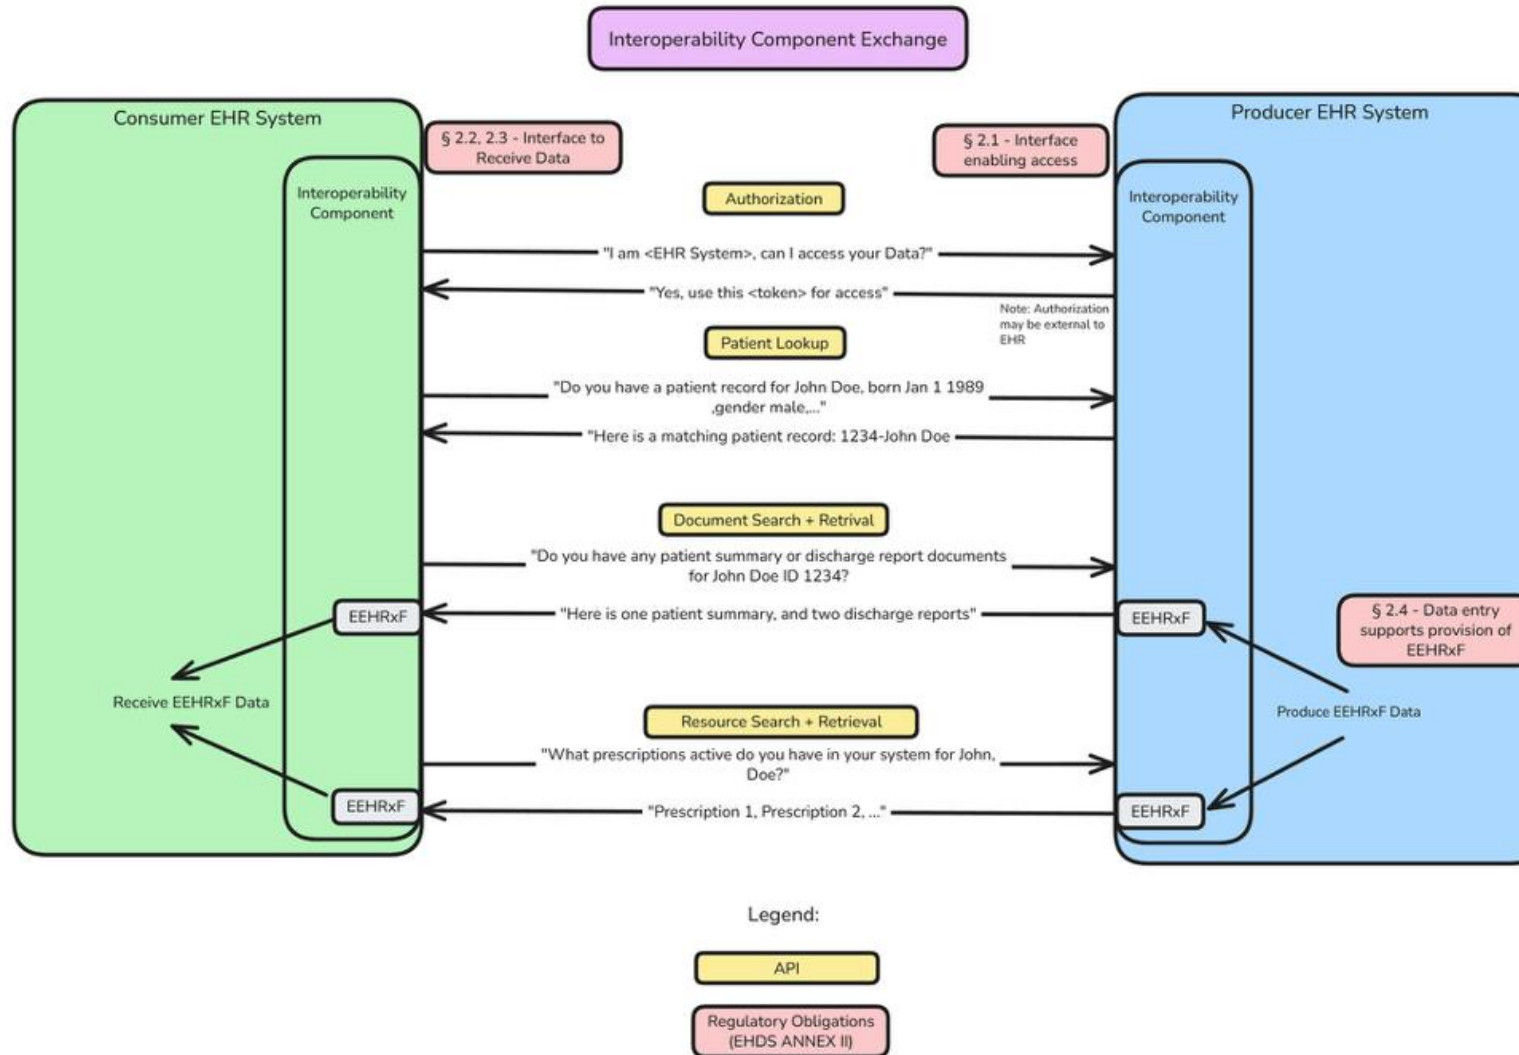 Interoperability Component Exchange
Consumer EHR System
Producer EHR System
§ 2.2, 2.3 - Interface to
Receive Data
§ 2.1 - Interface
enabling access
Interoperability
Component
Interoperability
Component
Authorization
"I am <EHR System>, can I access your Data?"
"Yes, use this <token> for access"
Note: Authorization
may be external to
EHR
Patient Lookup
"Do you have a patient record for John Doe, born Jan 1 1989
,gender male,..."
"Here is a matching patient record: 1234-John Doe
Document Search + Retrival
"Do you have any patient summary or discharge report documents
for John Doe ID 1234?
EEHRxF
"Here is one patient summary, and two discharge reports"
EEHRxF
§ 2.4 - Data entry
supports provision of
EEHRxF
Receive EEHRxF Data
Produce EEHRxF Data
Resource Search + Retrieval
"What prescriptions active do you have in your system for John,
Doe?"
EEHRxF
"Prescription 1, Prescription 2, ..."
EEHRxF
Legend:
API
Regulatory Obligations
(EHDS ANNEX II)